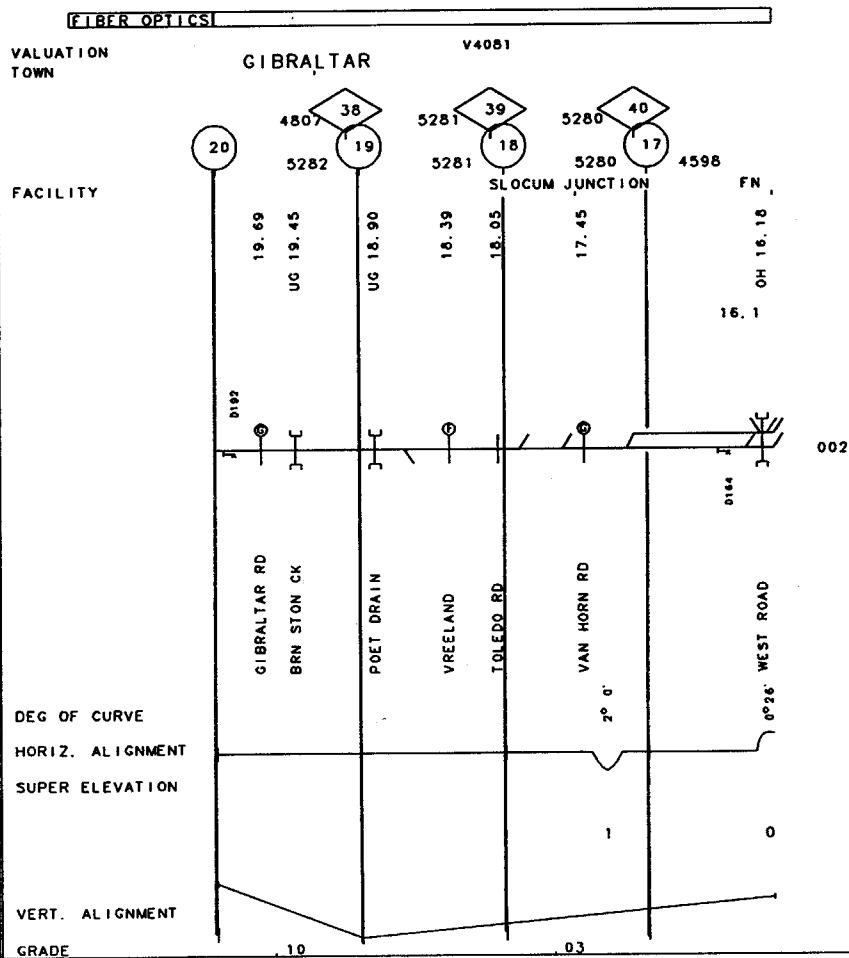 FIBER OPTICS
VALUATION V4081
TOWN GIBRALTAR
38 39 40
4807 5281 5280
20 19 18 17
5282 5281 5280 4598
FACILITY SLOCUM JUNCTION FN
19.69
UG 19.45
UG 18.90
18.39
18.05
17.45
OH 16.18
16.1
D192
G F G
002
D164
GIBRALTAR RD
BRN STON CK
POET DRAIN
VREELAND
TOLEDO RD
VAN HORN RD
WEST ROAD
DEG OF CURVE 2° 0' 0°26'
HORIZ. ALIGNMENT
SUPER ELEVATION
1 0
VERT. ALIGNMENT
GRADE .10 .03